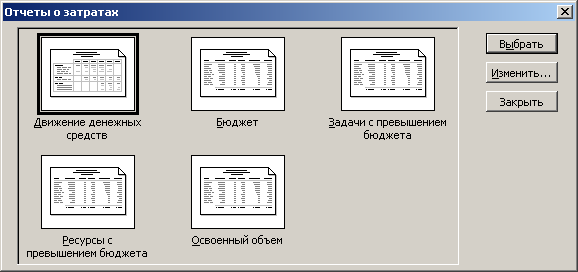 Отчеты о затратах
Движение денежных
средств
Бюджет
Задачи с превышением
бюджета
Ресурсы с
превышением бюджета
Освоенный объем
Выбрать
Изменить...
Закрыть